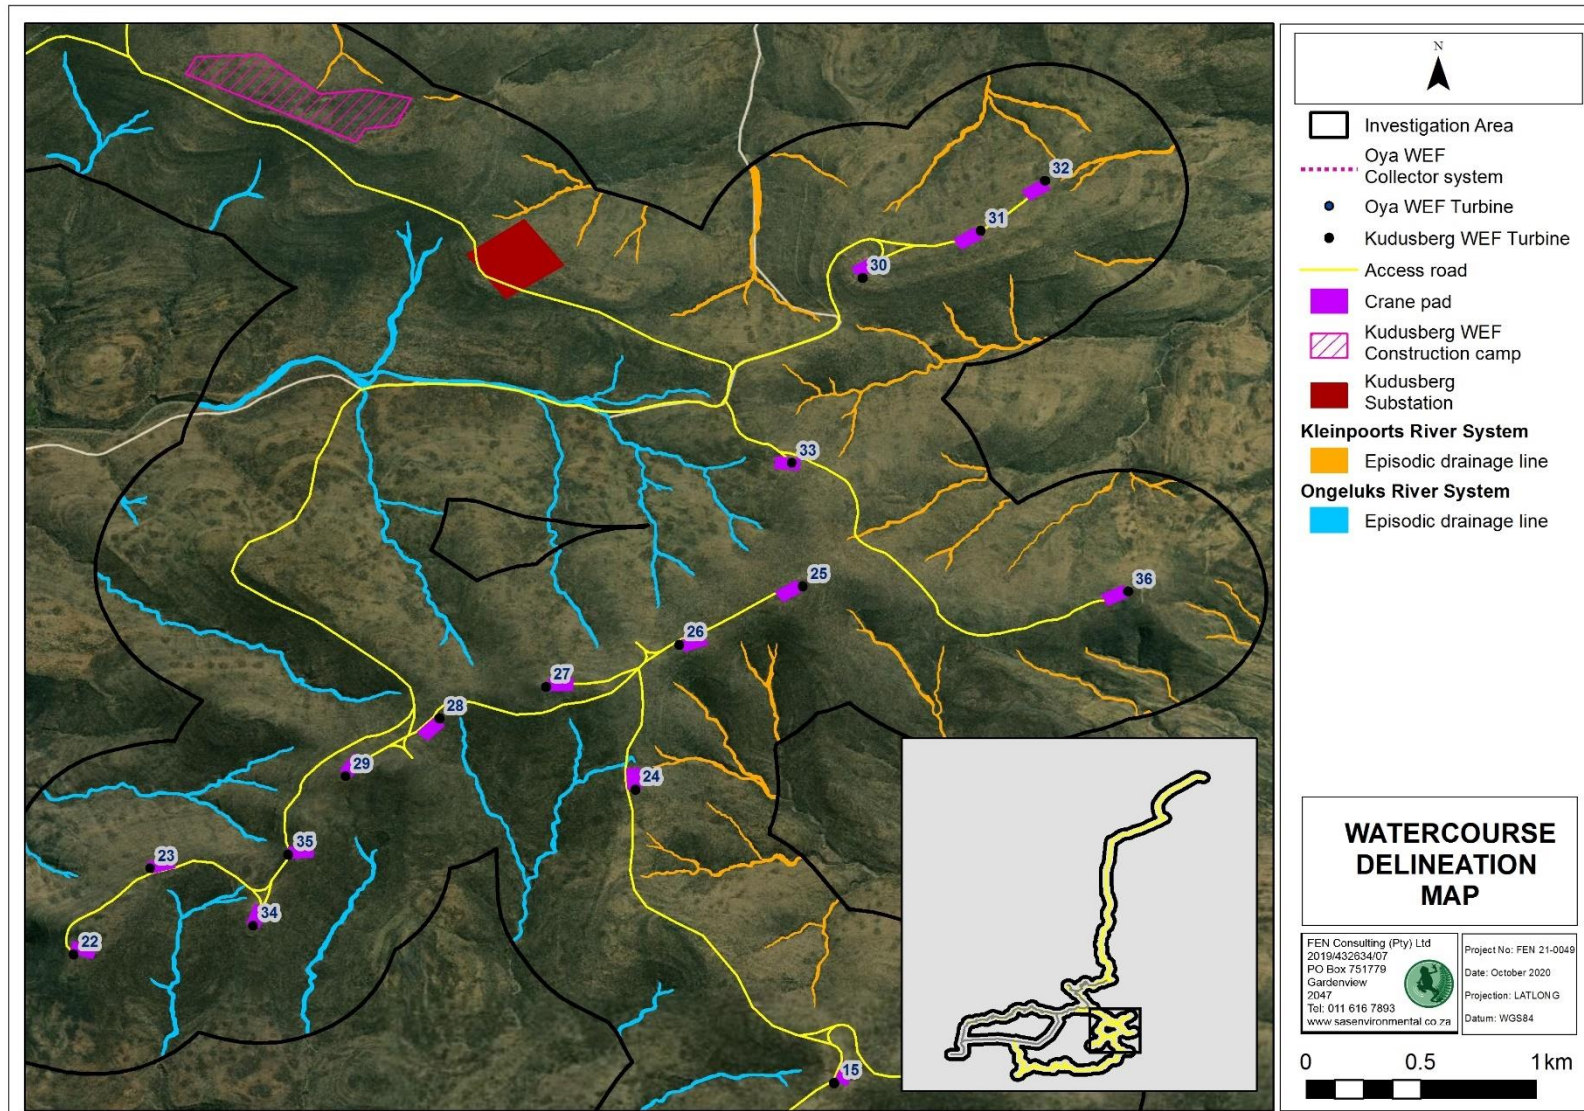 N
Investigation Area
Oya WEF
Collector system
Oya WEF Turbine
Kudusberg WEF Turbine
Access road
Crane pad
Kudusberg WEF
Construction camp
Kudusberg
Substation
Kleinpoorts River System
Episodic drainage line
Ongeluks River System
Episodic drainage line
32
31
30
33
25
36
26
27
28
29
24
35
23
34
22
15
WATERCOURSE
DELINEATION
MAP
FEN Consulting (Pty) Ltd
2019/432634/07
PO Box 751779
Gardenview
2047
Tel: 011 616 7893
www.sasenvironmental.co.za
Project No: FEN 21-0049
Date: October 2020
Projection: LATLONG
Datum: WGS84
0 0.5 1km